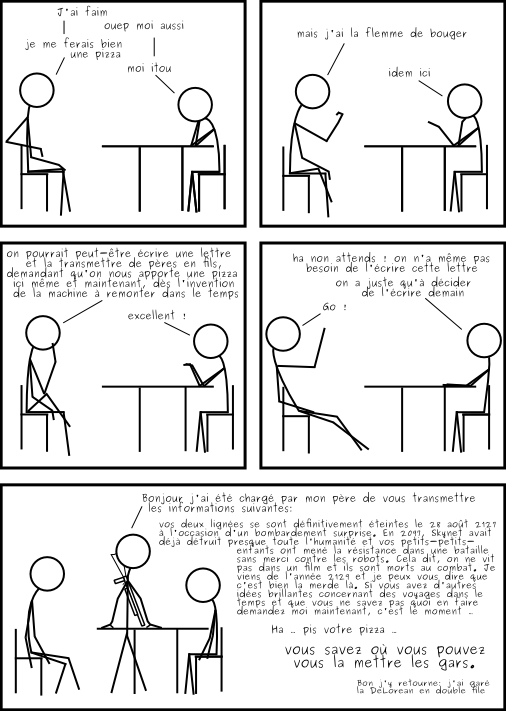 J'ai faim
ouep moi aussi
je me ferais bien
une pizza
moi itou
mais j'ai la flemme de bouger
idem ici
on pourrait peut-être écrire une lettre
et la transmettre de pères en fils,
demandant qu'on nous apporte une pizza
ici même et maintenant, dès l'invention
de la machine à remonter dans le temps
excellent !
ha non attends ! on n'a même pas
besoin de l'écrire cette lettre
on a juste qu'à décider
de l'écrire demain
Go !
Bonjour j'ai été chargé par mon père de vous transmettre
les informations suivantes:
vos deux lignées se sont définitivement éteintes le 28 août 2127
à l'occasion d'un bombardement surprise. En 2097, Skynet avait
déjà détruit presque toute l'humanité et vos petits-petits-
enfants ont mené la résistance dans une bataille
sans merci contre les robots. Cela dit, on ne vit
pas dans un film et ils sont morts au combat. Je
viens de l'année 2129 et je peux vous dire que
c'est bien la merde là. Si vous avez d'autres
idées brillantes concernant des voyages dans le
temps et que vous ne savez pas quoi en faire
demandez moi maintenant, c'est le moment ...
Ha ... pis votre pizza ...
vous savez où vous pouvez
vous la mettre les gars.
Bon j'y retourne; j'ai garé
la DeLorean en double file